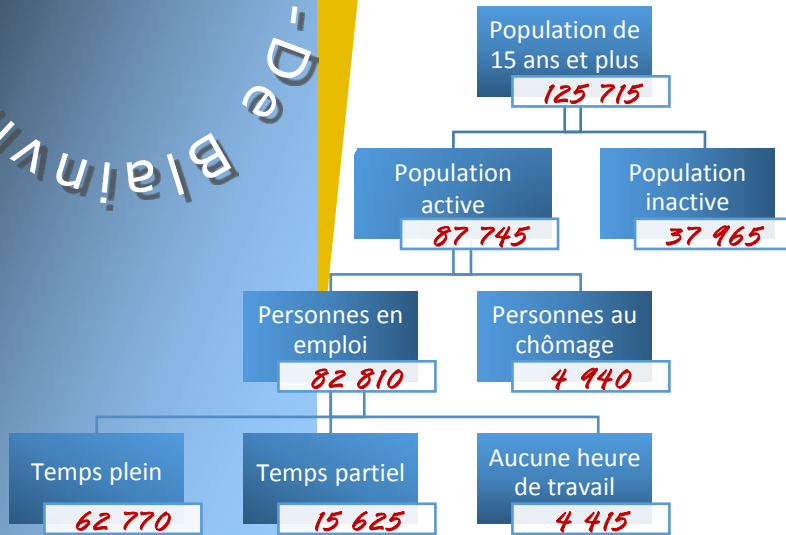 -De Blainvi
Population de
15 ans et plus
125 715
Population
active
87 745
Population
inactive
37 965
Personnes en
emploi
82 810
Personnes au
chômage
4 940
Temps plein
62 770
Temps partiel
15 625
Aucune heure
de travail
4 415